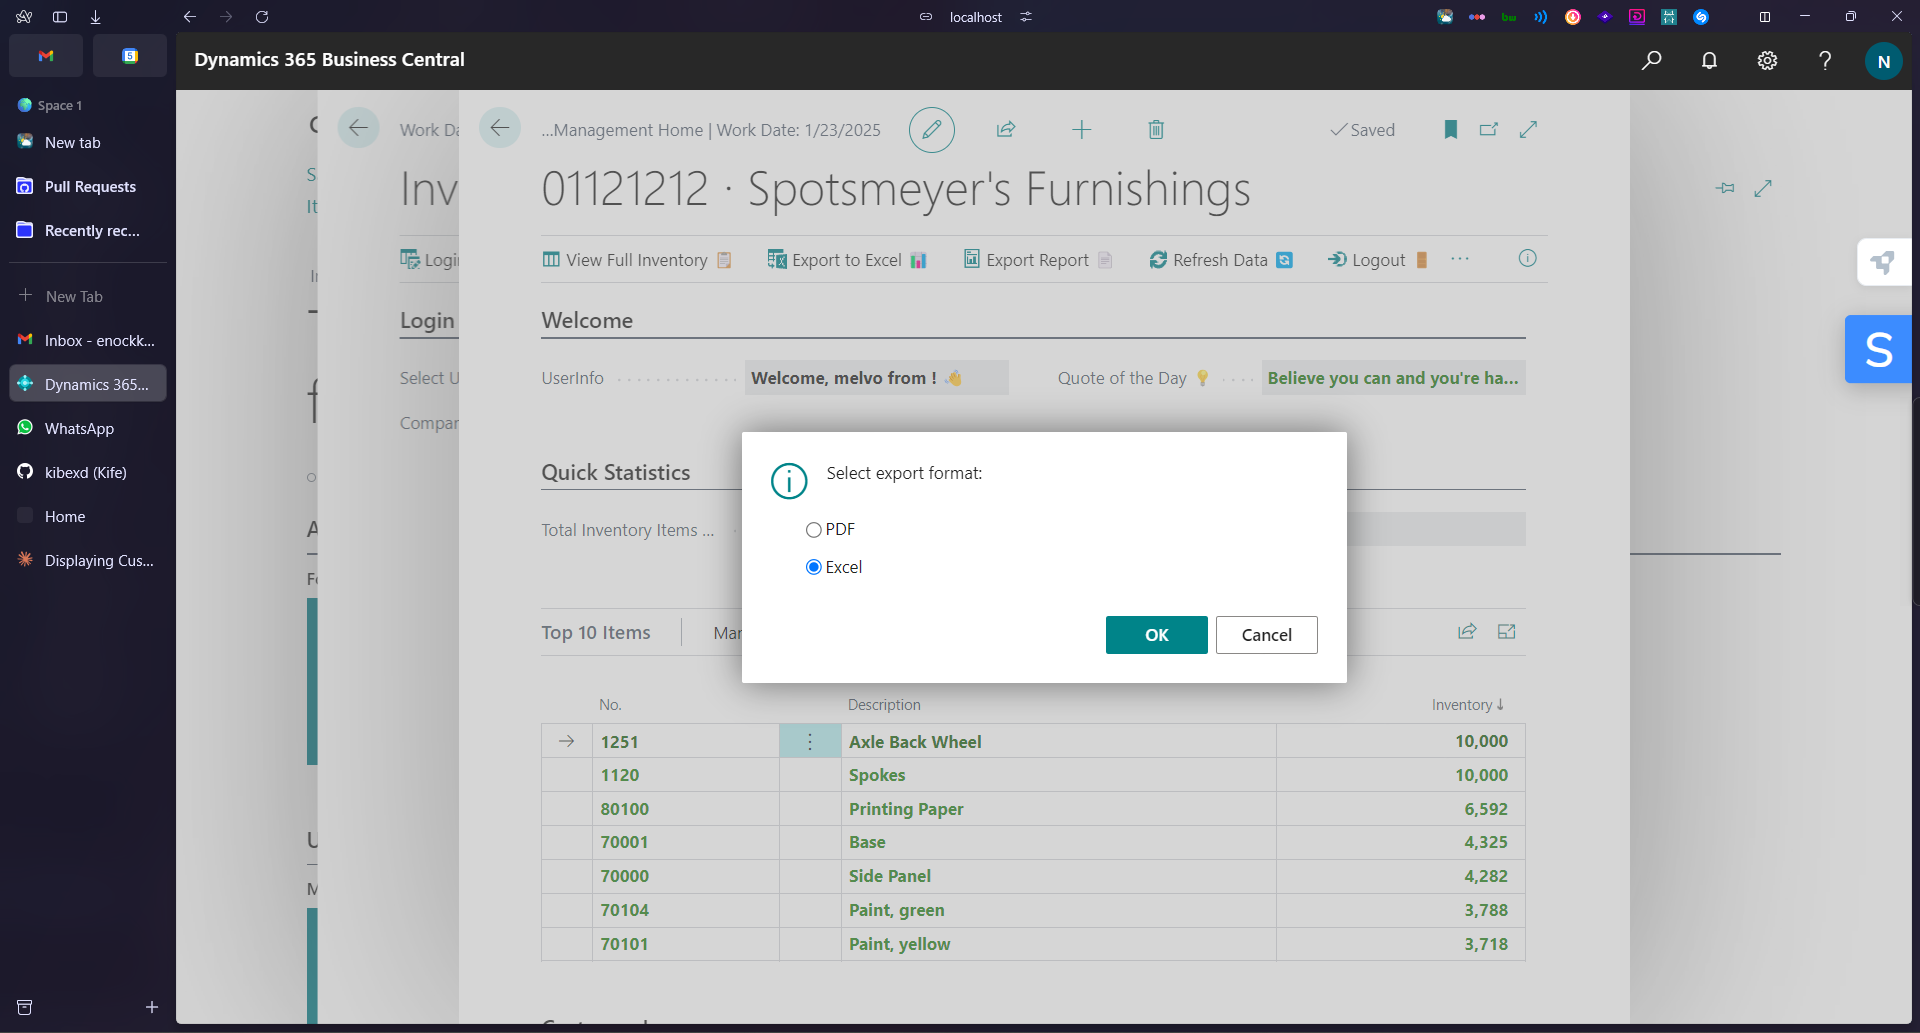 localhost
Dynamics 365 Business Central
N
5
Space 1
New tab
Pull Requests
Recently rec...
New Tab
Inbox - enockk...
Dynamics 365...
WhatsApp
kibexd (Kife)
Home
Displaying Cus...
Work Da
...Management Home | Work Date: 1/23/2025
Saved
Inv
01121212 · Spotsmeyer's Furnishings
Logi
View Full Inventory
Export to Excel
Export Report
Refresh Data
Logout
S
Login
Welcome
Select U
UserInfo
Welcome, melvo from !
Quote of the Day
Believe you can and you're ha...
Compar
Quick Statistics
Total Inventory Items ...
Select export format:
PDF
Excel
OK
Cancel
Top 10 Items
Mar
No.
Description
Inventory↓
1251
Axle Back Wheel
10,000
1120
Spokes
10,000
80100
Printing Paper
6,592
70001
Base
4,325
70000
Side Panel
4,282
70104
Paint, green
3,788
70101
Paint, yellow
3,718